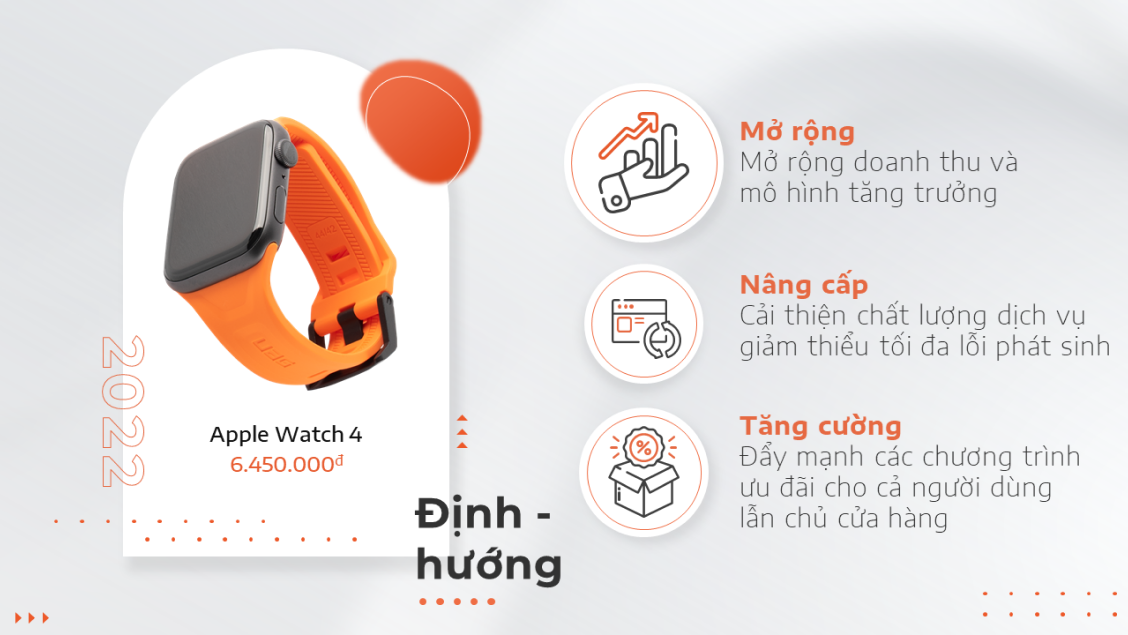 2022
Apple Watch 4
6.450.000đ
Định -
hướng
Mở rộng
Mở rộng doanh thu và
mô hình tăng trưởng
Nâng cấp
Cải thiện chất lượng dịch vụ
giảm thiểu tối đa lỗi phát sinh
%
Tăng cường
Đẩy mạnh các chương trình
ưu đãi cho cả người dùng
lẫn chủ cửa hàng